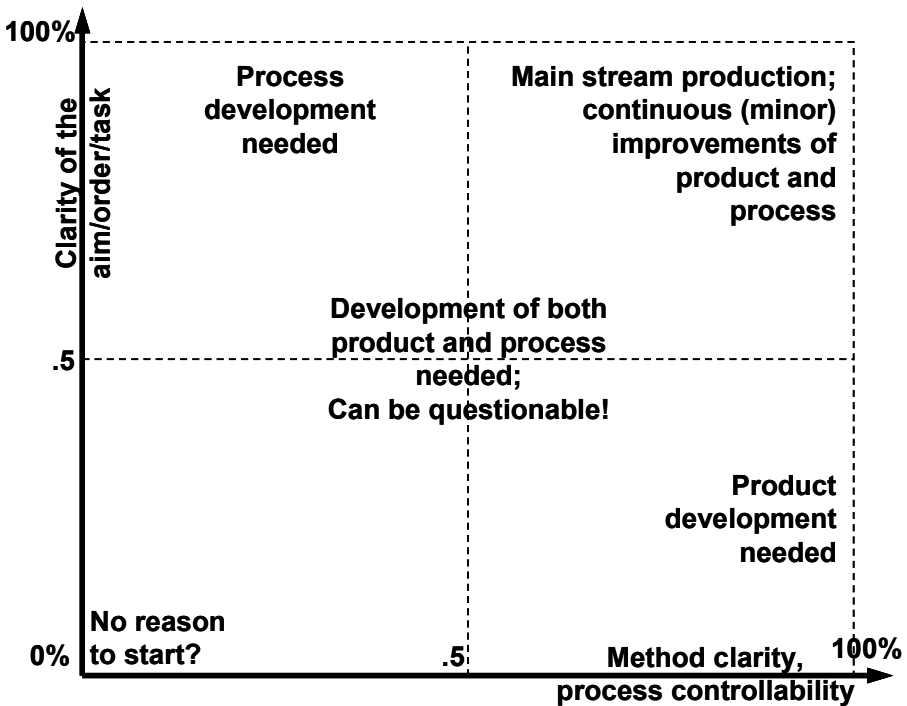 100%
Clarity of the
aim/order/task
Process
development
needed
Main stream production;
continuous (minor)
improvements of
product and
process
Development of both
product and process
needed;
Can be questionable!
.5
Product
development
needed
No reason
to start?
0%
.5
Method clarity,
process controllability
100%